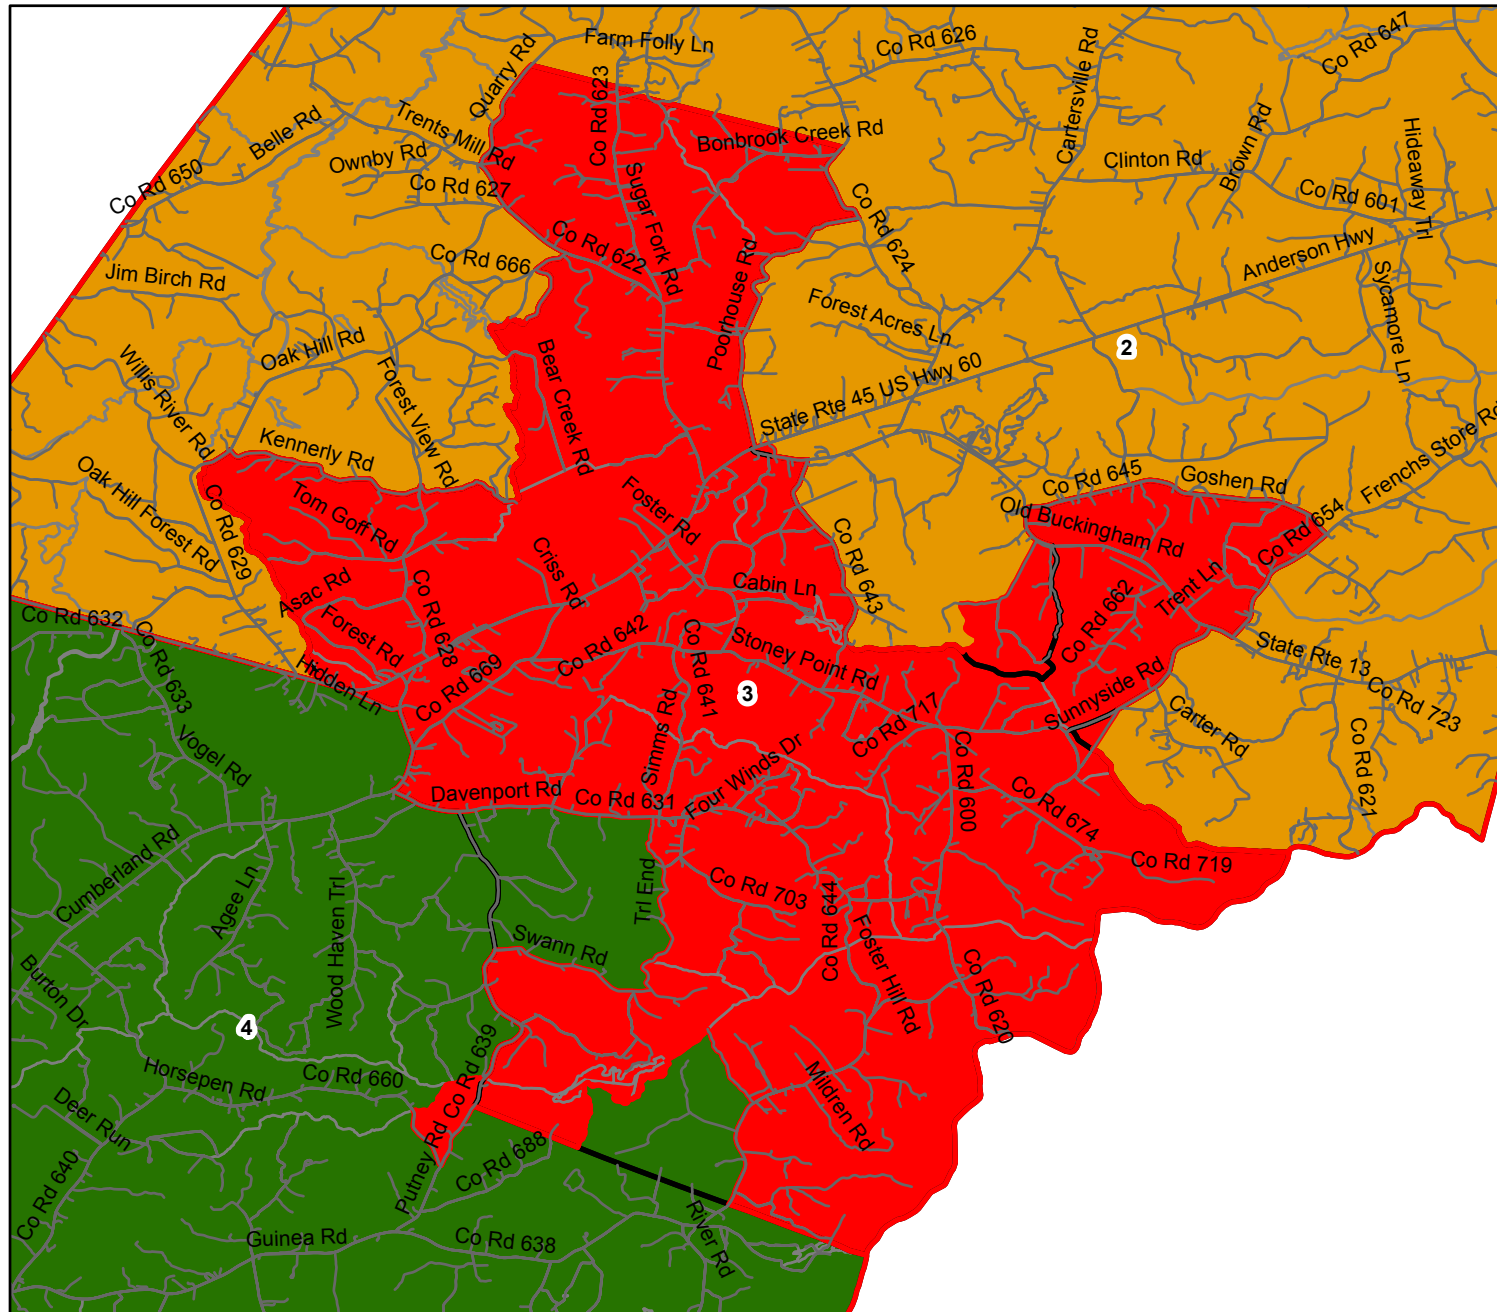 Farm Folly Ln
Co Rd 626
Co Rd 647
Quarry Rd
Co Rd 623
Cartersville Rd
Belle Rd
Trents Mill Rd
Bonbrook Creek Rd
Brown Rd
Hideaway Trl
Ownby Rd
Clinton Rd
Co Rd 650
Co Rd 627
Sugar Fork Rd
Co Rd 601
Co Rd 624
Co Rd 622
Anderson Hwy
Co Rd 666
Jim Birch Rd
Poorhouse Rd
Forest Acres Ln
Sycamore Ln
Oak Hill Rd
2
Willis River Rd
Forest View Rd
Bear Creek Rd
State Rte 45 US Hwy 60
Kennerly Rd
Frenchs Store Rd
Oak Hill Forest Rd
Tom Goff Rd
Foster Rd
Co Rd 645
Goshen Rd
Co Rd 629
Old Buckingham Rd
Co Rd 654
Criss Rd
Co Rd 643
Asac Rd
Cabin Ln
Trent Ln
Co Rd 632
Co Rd 628
Co Rd 662
Forest Rd
Co Rd 642
Stoney Point Rd
State Rte 13
Co Rd 633
Hidden Ln
Co Rd 669
Co Rd 641
3
Sunnyside Rd
Co Rd 723
Co Rd 717
Carter Rd
Vogel Rd
Simms Rd
Four Winds Dr
Co Rd 600
Co Rd 621
Davenport Rd
Co Rd 631
Co Rd 674
Cumberland Rd
Co Rd 719
Agee Ln
Wood Haven Trl
Trl End
Co Rd 703
Co Rd 644
Swann Rd
Foster Hill Rd
Burton Dr
Co Rd 620
4
Co Rd 639
Horsepen Rd
Co Rd 660
Mildren Rd
Deer Run
Putney Rd
Co Rd 688
Co Rd 640
Guinea Rd
Co Rd 638
River Rd